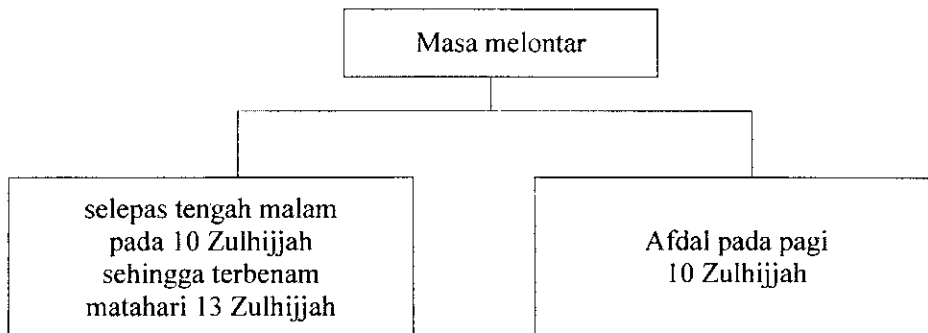 Masa melontar
selepas tengah malam
pada 10 Zulhijjah
sehingga terbenam
matahari 13 Zulhijjah
Afdal pada pagi
10 Zulhijjah